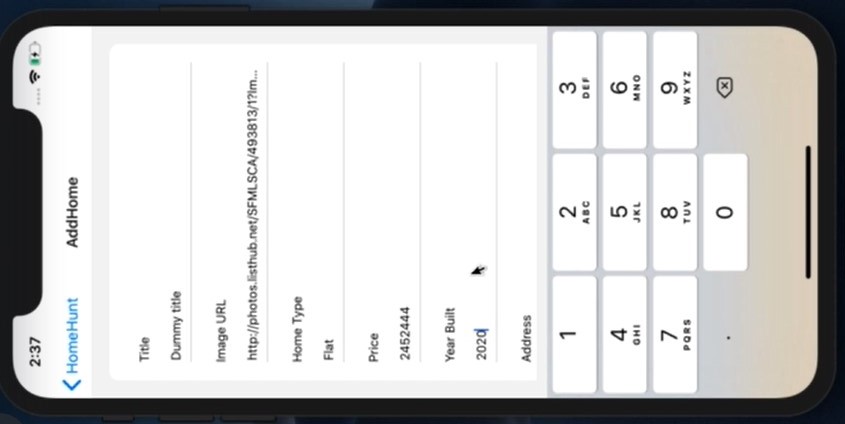 2:37
HomeHunt
AddHome
Title
Dummy title
Image URL
http://photos.listhub.net/SFMLSCA/493813/1?lm...
Home Type
Flat
Price
2452444
Year Built
2020
Address
1
2 ABC
3 DEF
4 GHI
5 JKL
6 MNO
7 PQRS
8 TUV
9 WXYZ
.
0